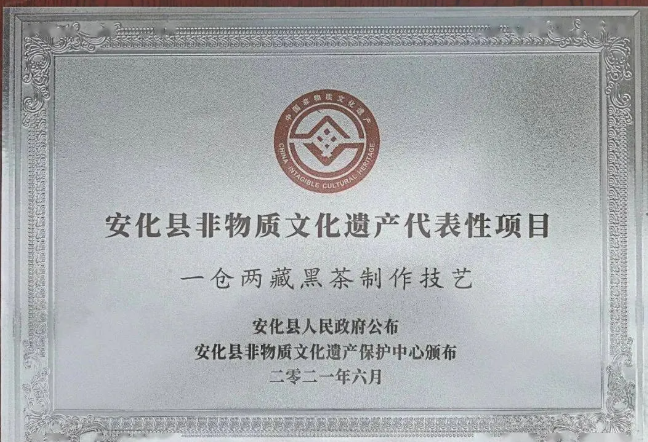 中国非物质文化遗产
CHINA INTAGIBLE CULTURAL HERITAGE
安化县非物质文化遗产代表性项目
一仓两藏黑茶制作技艺
安化县人民政府公布
安化县非物质文化遗产保护中心颁布
二零二一年六月